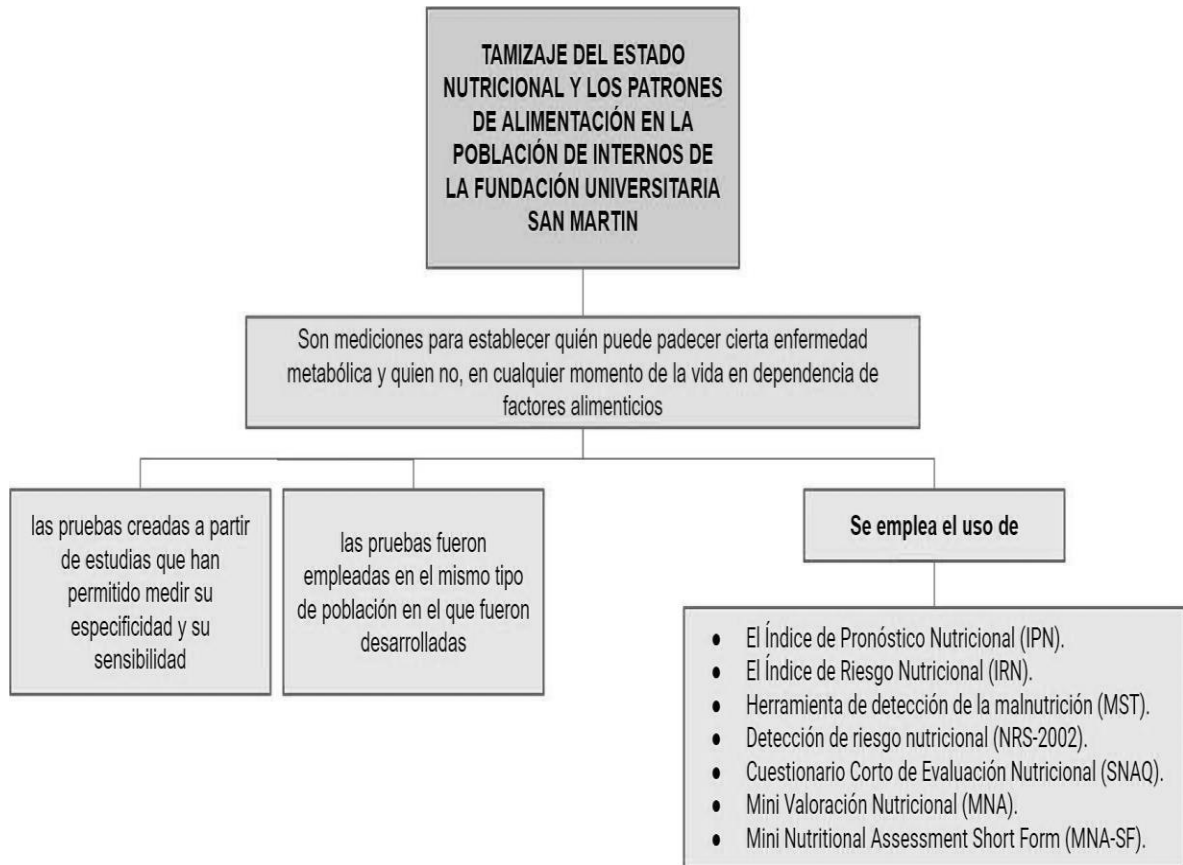 TAMIZAJE DEL ESTADO
NUTRICIONAL Y LOS PATRONES
DE ALIMENTACIÓN EN LA
POBLACIÓN DE INTERNOS DE
LA FUNDACIÓN UNIVERSITARIA
SAN MARTIN
Son mediciones para establecer quién puede padecer cierta enfermedad
metabólica y quien no, en cualquier momento de la vida en dependencia de
factores alimenticios
las pruebas creadas a partir
de estudias que han
permitido medir su
especificidad y su
sensibilidad
las pruebas fueron
empleadas en el mismo tipo
de población en el que fueron
desarrolladas
Se emplea el uso de
● El Índice de Pronóstico Nutricional (IPN).
● El Índice de Riesgo Nutricional (IRN).
● Herramienta de detección de la malnutrición (MST).
● Detección de riesgo nutricional (NRS-2002).
● Cuestionario Corto de Evaluación Nutricional (SNAQ).
● Mini Valoración Nutricional (MNA).
● Mini Nutritional Assessment Short Form (MNA-SF).